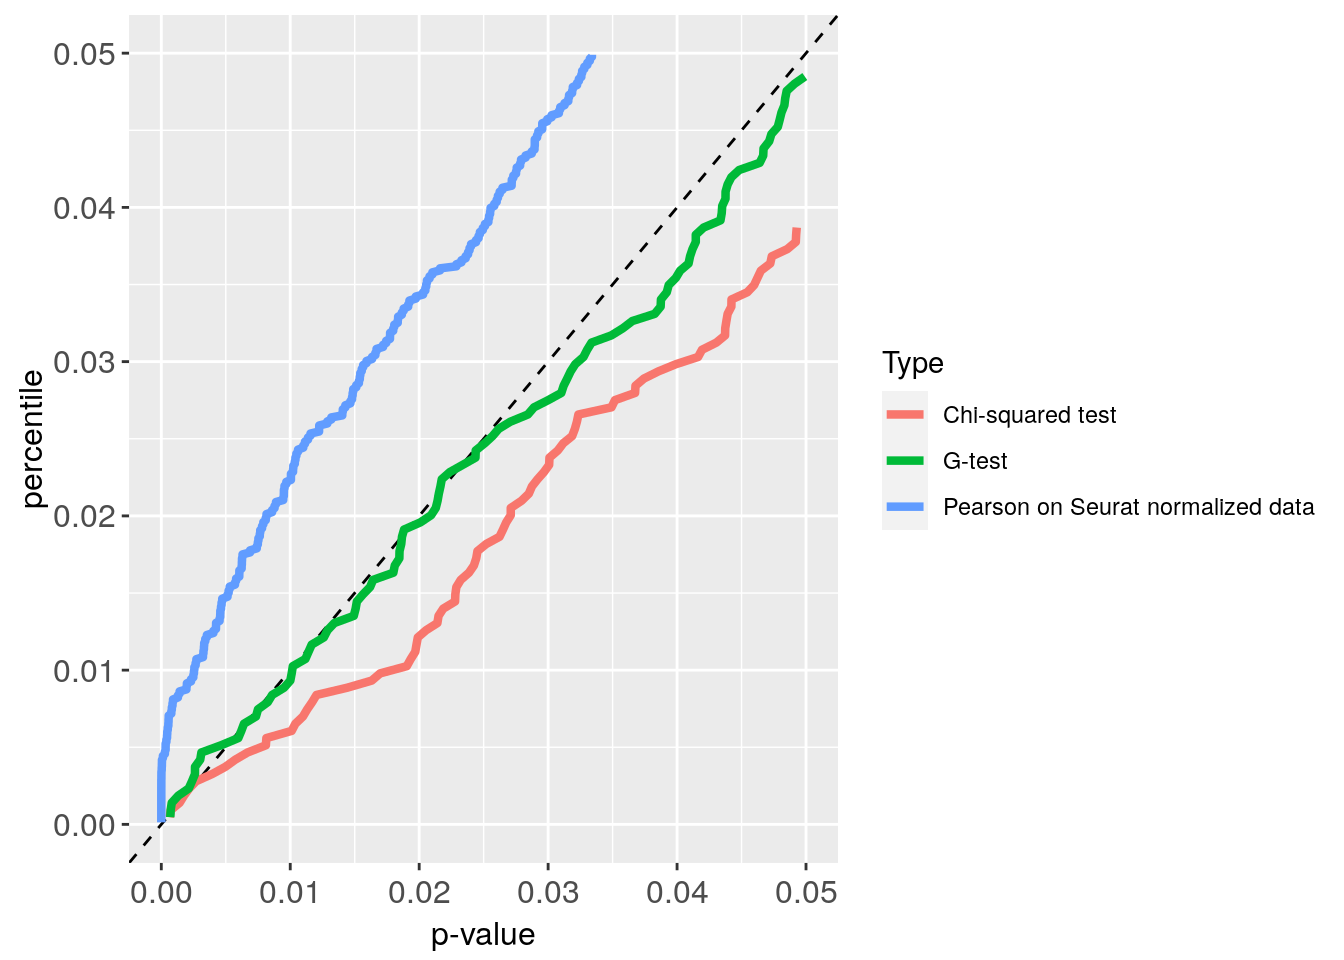 0.05
0.04
0.03
0.02
0.01
0.00
percentile
0.00 0.01 0.02 0.03 0.04 0.05
p-value
Type
Chi-squared test
G-test
Pearson on Seurat normalized data